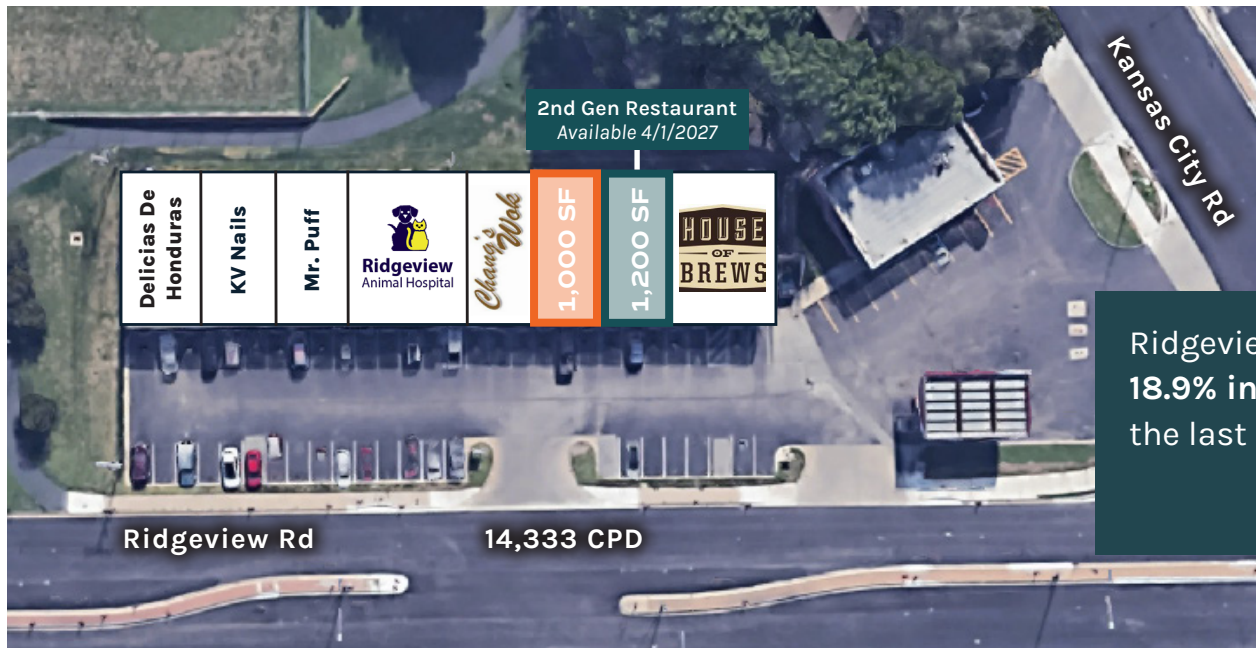 Kansas City Rd
2nd Gen Restaurant
Available 4/1/2027
Delicias De
Honduras
KV Nails
Mr. Puff
Ridgeview
Animal Hospital
Chang's
Wok
1,000 SF
1,200 SF
HOUSE
OF
BREWS
Ridgevie
18.9% in
the last
Ridgeview Rd
14,333 CPD